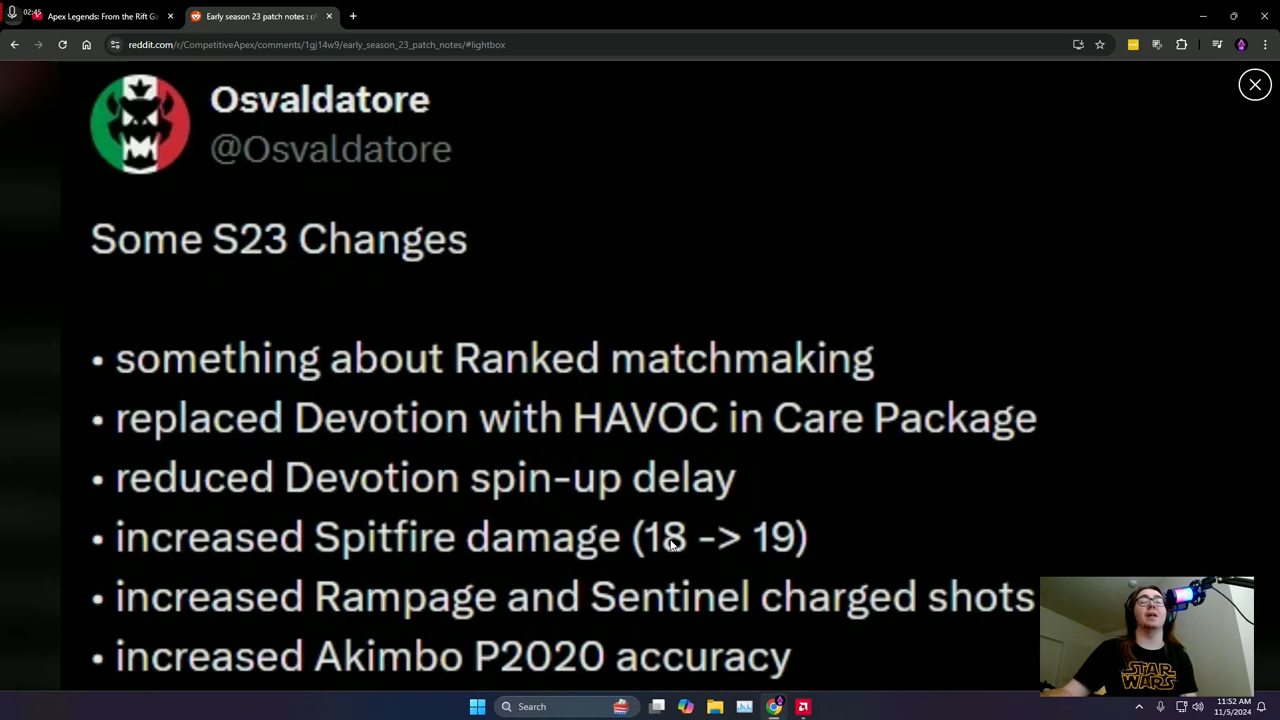 02:45
Apex Legends: From the Rift Ga
Early season 23 patch notes : r/
reddit.com/r/CompetitiveApex/comments/1gj14w9/early_season_23_patch_notes/#lightbox
Osvaldatore
@Osvaldatore
Some S23 Changes
• something about Ranked matchmaking
• replaced Devotion with HAVOC in Care Package
• reduced Devotion spin-up delay
• increased Spitfire damage (18 -> 19)
• increased Rampage and Sentinel charged shots
• increased Akimbo P2020 accuracy
STAR
WARS
Search
11:52 AM
11/5/2024